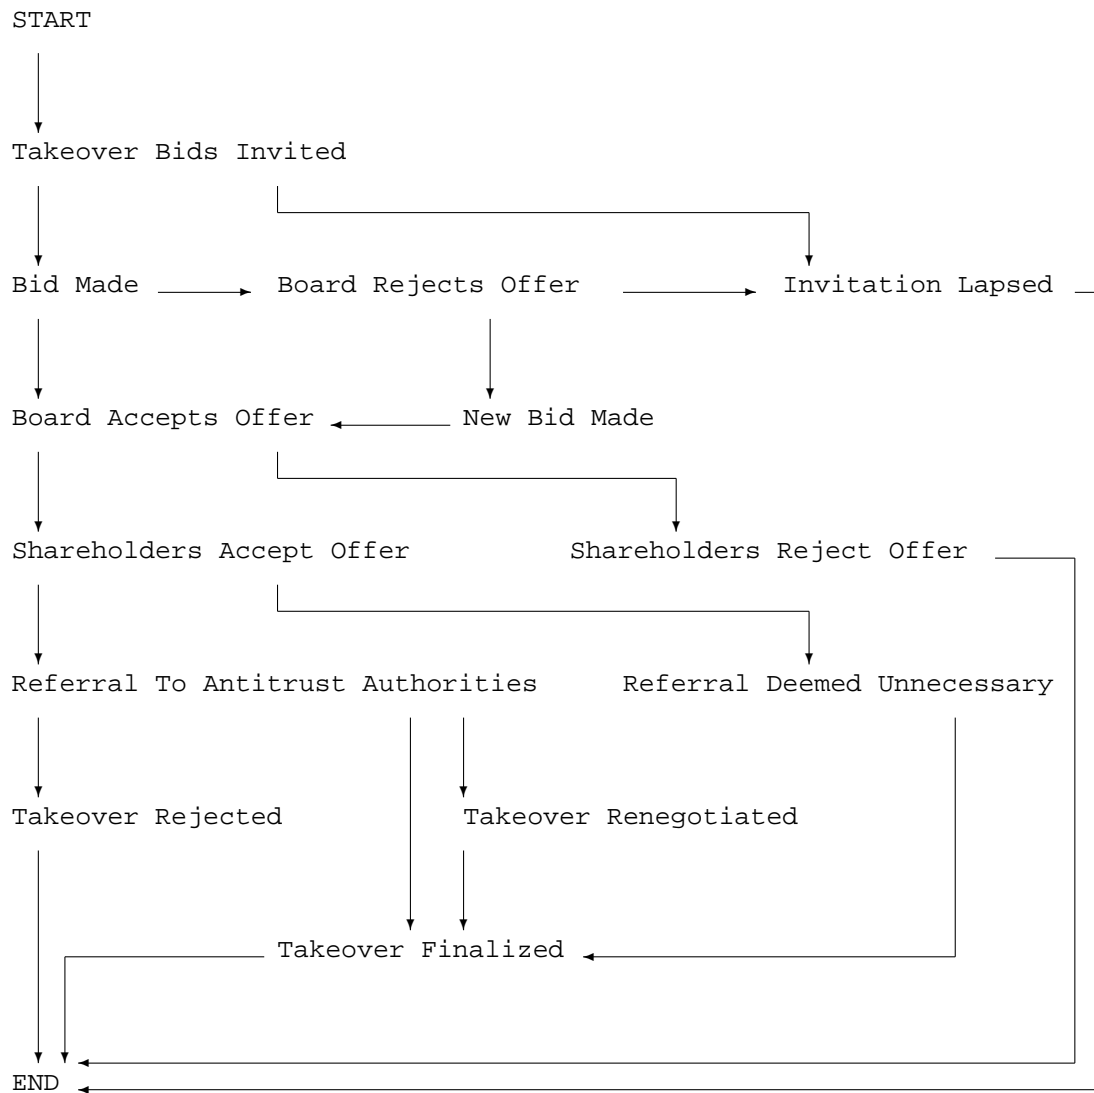 START
Takeover Bids Invited
Bid Made Board Rejects Offer Invitation Lapsed
Board Accepts Offer New Bid Made
Shareholders Accept Offer Shareholders Reject Offer
Referral To Antitrust Authorities Referral Deemed Unnecessary
Takeover Rejected Takeover Renegotiated
Takeover Finalized
END